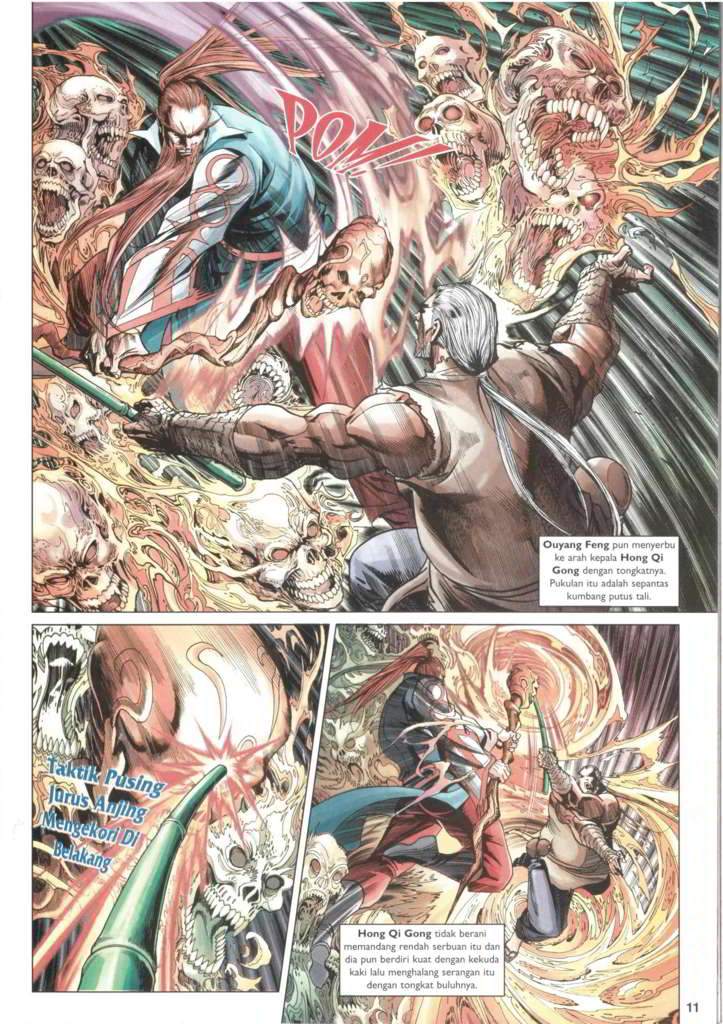 POM!
Ouyang Feng pun menyerbu
ke arah kepala Hong Qi
Gong dengan tongkatnya.
Pukulan itu adalah sepantas
kumbang putus tali.
Taktik Pusing
Jurus Anjing
Mengekori Di
Belakang
Hong Qi Gong tidak berani
memandang rendah serbuan itu dan
dia pun berdiri kuat dengan kekuda
kaki lalu menghalang serangan itu
dengan tongkat buluhnya.
11